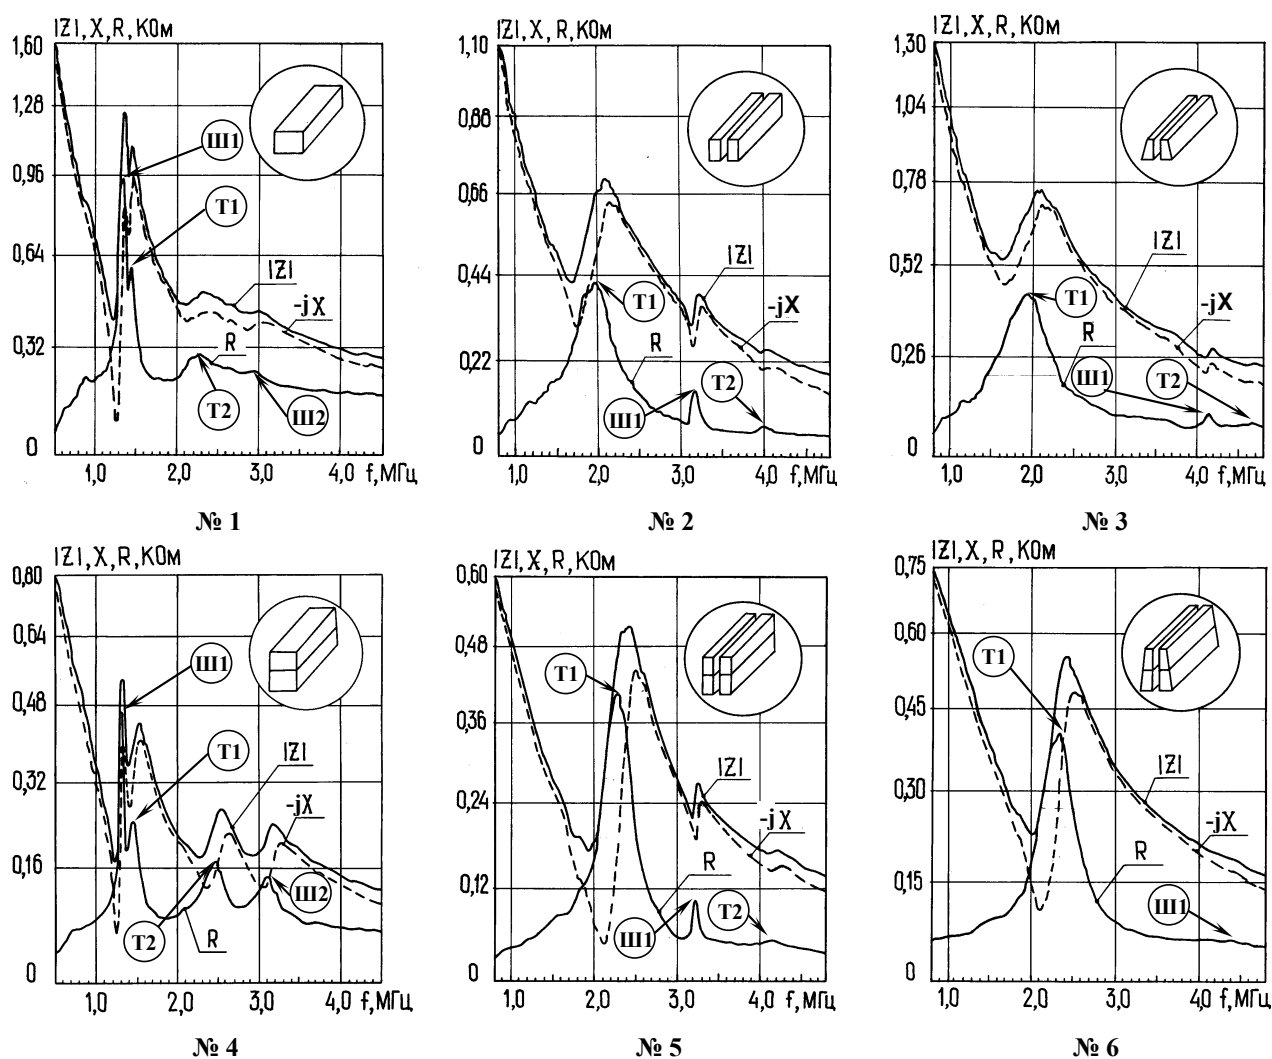 |Z|, X, R, КОм
1,60
1,28
0,96
0,64
0,32
0
Ш1
Т1
|Z|
-jX
R
Т2
Ш2
1,0 2,0 3,0 4,0 f,МГц
№ 1
|Z|, X, R, КОм
1,10
0,88
0,66
0,44
0,22
0
|Z|
Т1
-jX
R
Т2
Ш1
1,0 2,0 3,0 4,0 f,МГц
№ 2
|Z|, X, R, КОм
1,30
1,04
0,78
0,52
0,26
0
|Z|
Т1
-jX
R
Ш1
Т2
1,0 2,0 3,0 4,0 f,МГц
№ 3
|Z|, X, R, КОм
0,80
0,64
0,48
0,32
0,16
0
Ш1
Т1
|Z|
-jX
Ш2
Т2
R
1,0 2,0 3,0 4,0 f,МГц
№ 4
|Z|, X, R, КОм
0,60
0,48
0,36
0,24
0,12
0
Т1
|Z|
-jX
R
Т2
Ш1
1,0 2,0 3,0 4,0 f,МГц
№ 5
|Z|, X, R, КОм
0,75
0,60
0,45
0,30
0,15
0
Т1
|Z|
-jX
R
Ш1
1,0 2,0 3,0 4,0 f,МГц
№ 6